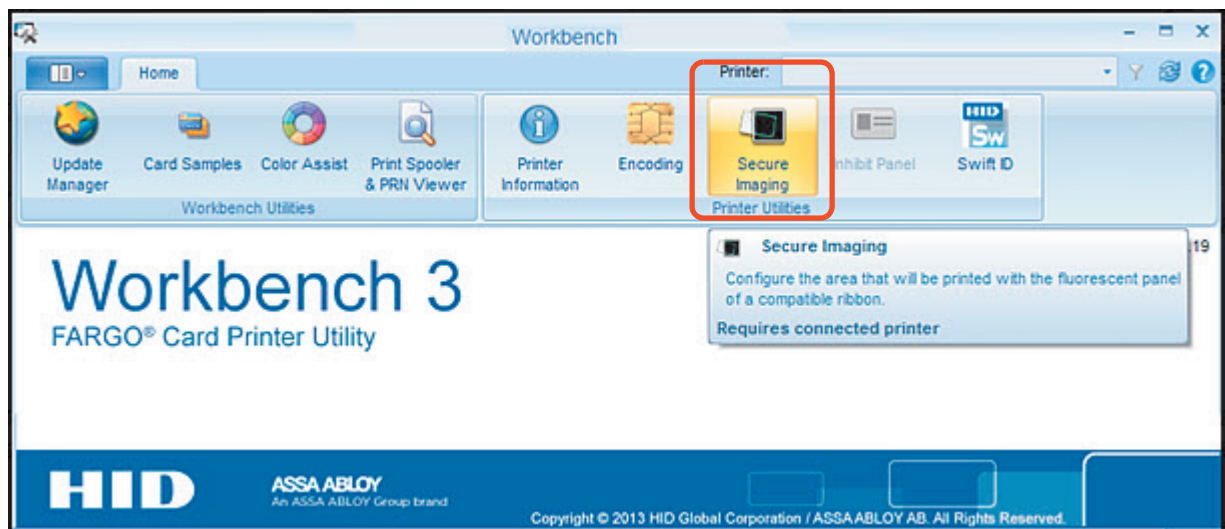 Workbench
Home
Printer:
Update Manager
Card Samples
Color Assist
Print Spooler & PRN Viewer
Printer Information
Encoding
Secure Imaging
Inhibit Panel
HID
Sw
Swift ID
Workbench Utilities
Printer Utilities
Secure Imaging
19
Configure the area that will be printed with the fluorescent panel
of a compatible ribbon.
Requires connected printer
Workbench 3
FARGO® Card Printer Utility
HID
ASSA ABLOY
An ASSA ABLOY Group brand
Copyright © 2013 HID Global Corporation / ASSA ABLOY AB. All Rights Reserved.